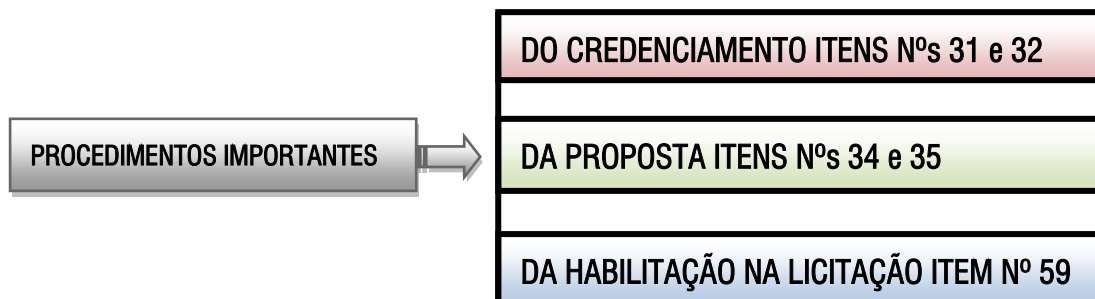 DO CREDENCIAMENTO ITENS Nºs 31 e 32
PROCEDIMENTOS IMPORTANTES
DA PROPOSTA ITENS Nºs 34 e 35
DA HABILITAÇÃO NA LICITAÇÃO ITEM Nº 59